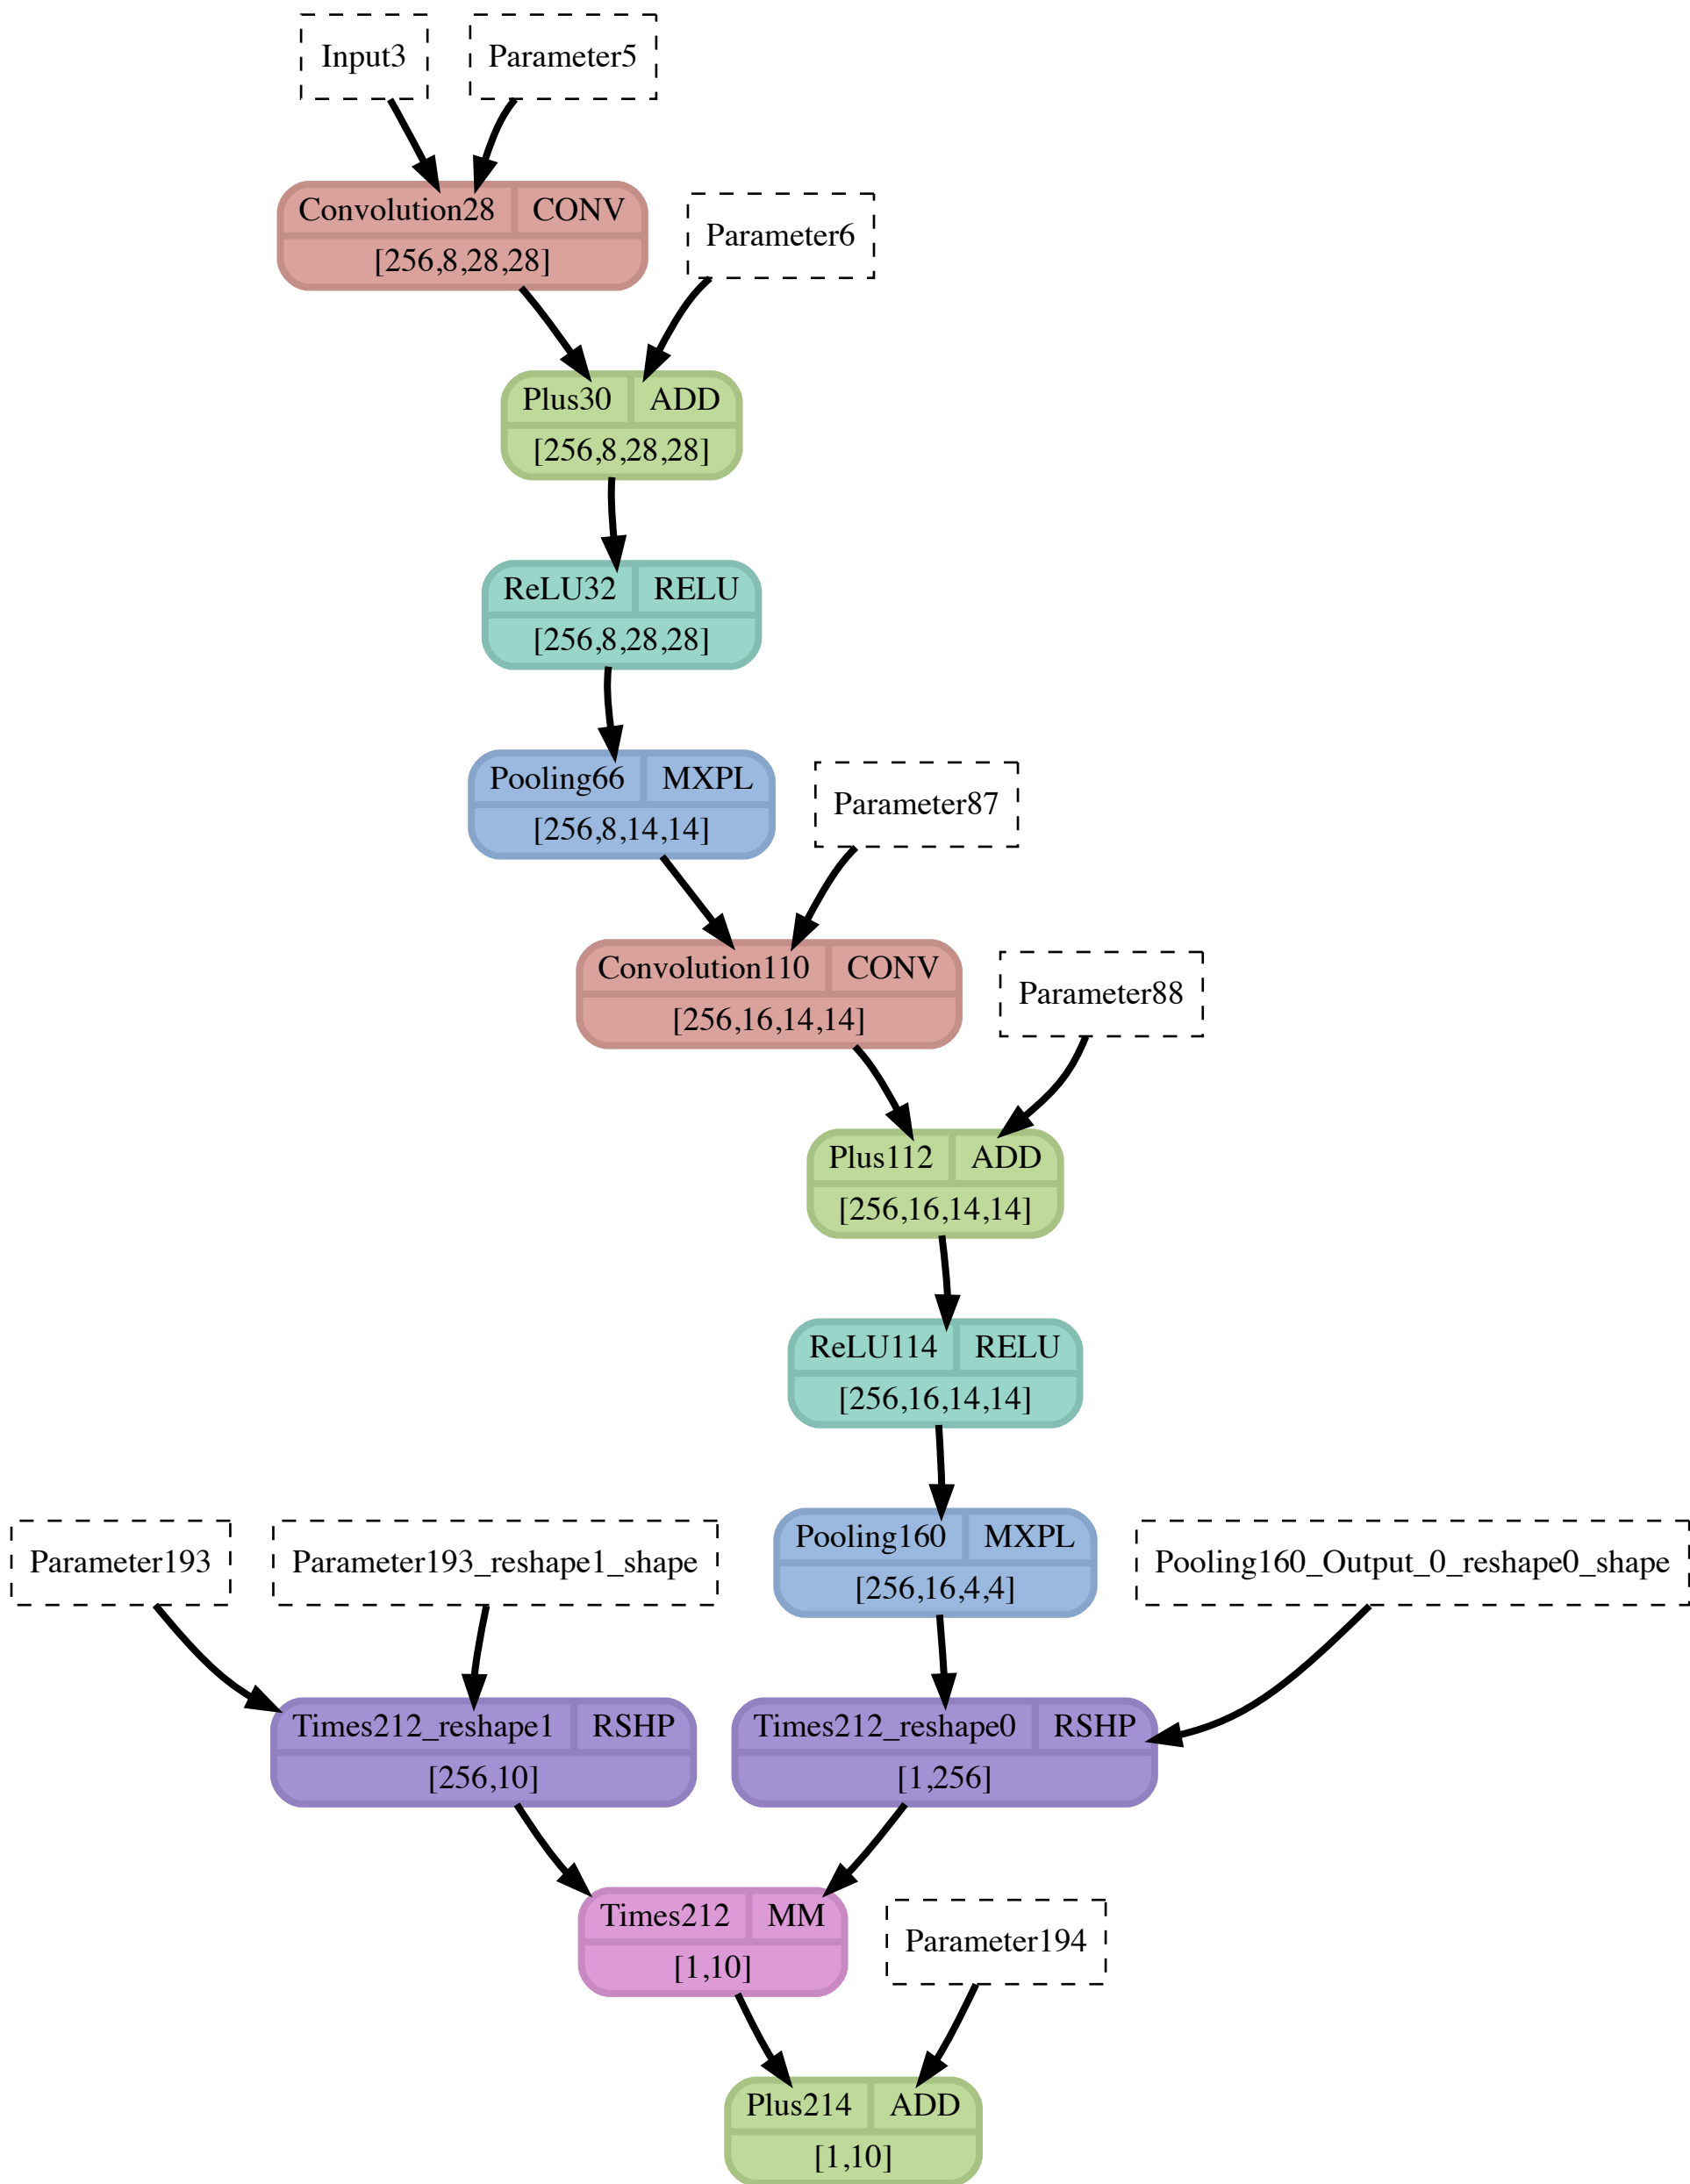 Input3
Parameter5
Convolution28 CONV
[256,8,28,28]
Parameter6
Plus30 ADD
[256,8,28,28]
ReLU32 RELU
[256,8,28,28]
Pooling66 MXPL
[256,8,14,14]
Parameter87
Convolution110 CONV
[256,16,14,14]
Parameter88
Plus112 ADD
[256,16,14,14]
ReLU114 RELU
[256,16,14,14]
Parameter193
Parameter193_reshape1_shape
Pooling160 MXPL
[256,16,4,4]
Pooling160_Output_0_reshape0_shape
Times212_reshape1 RSHP
[256,10]
Times212_reshape0 RSHP
[1,256]
Times212 MM
[1,10]
Parameter194
Plus214 ADD
[1,10]